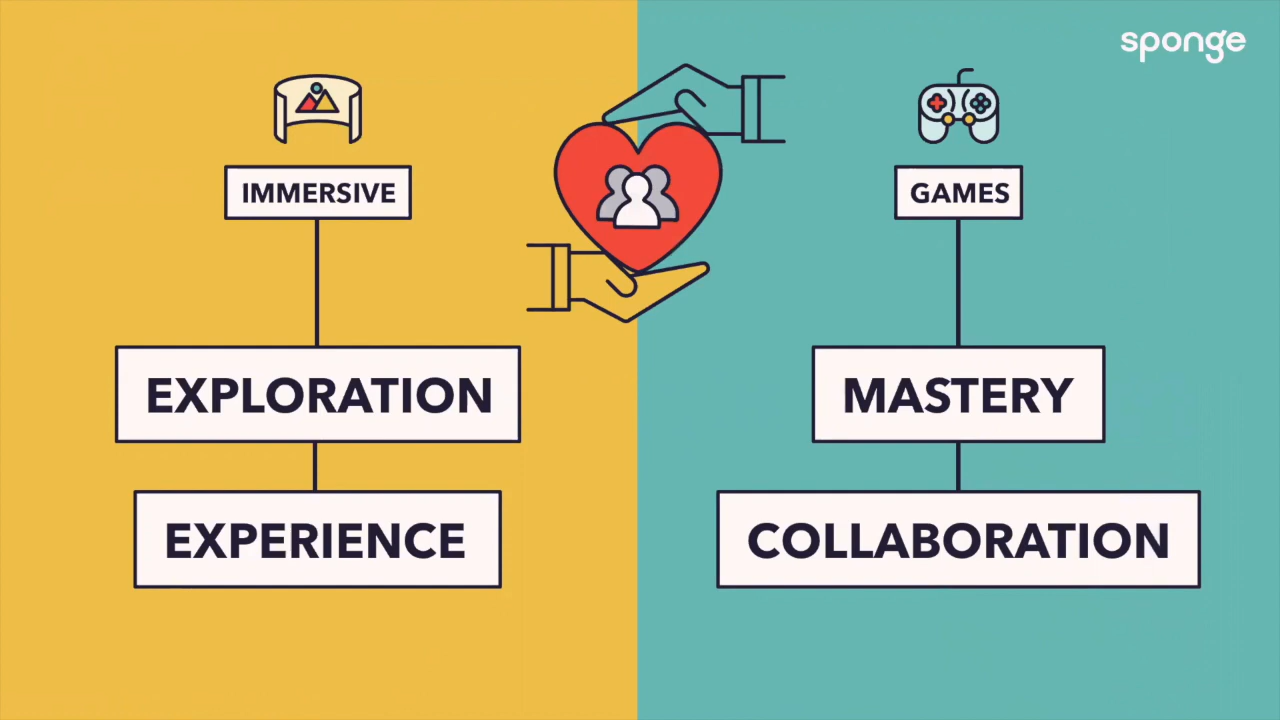 sponge
IMMERSIVE
EXPLORATION
EXPERIENCE
GAMES
MASTERY
COLLABORATION